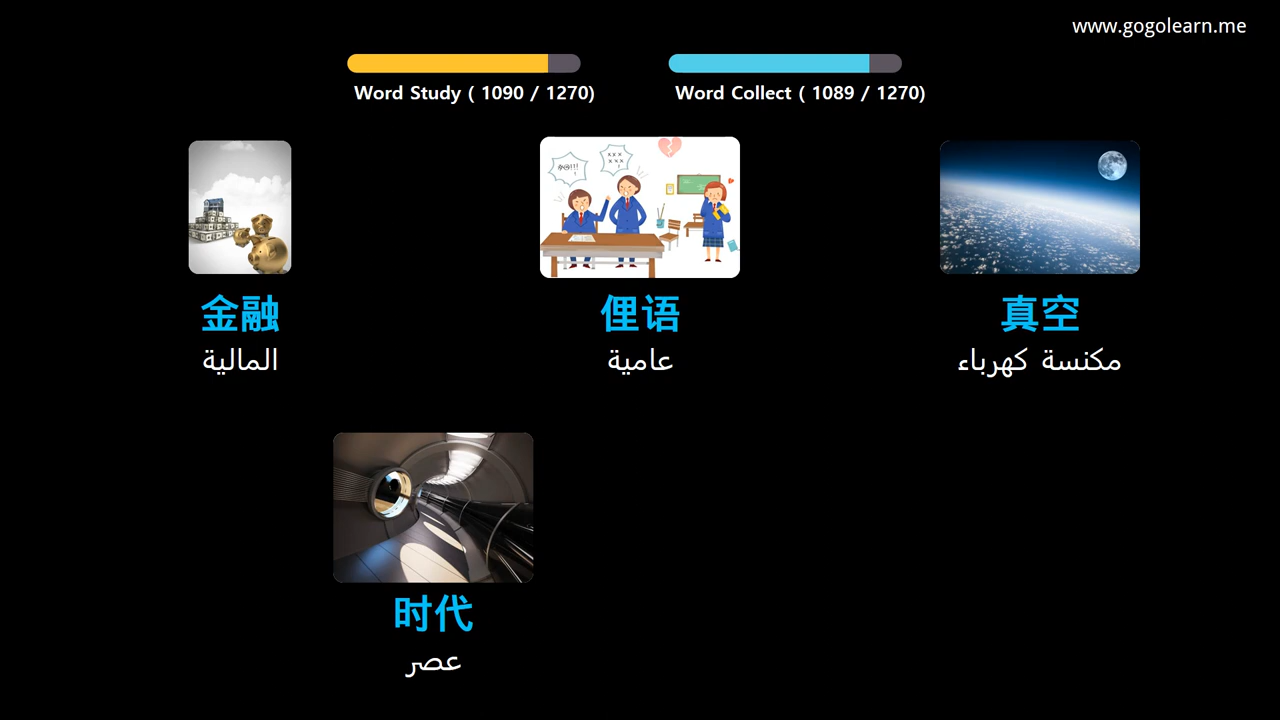 www.gogolearn.me
Word Study ( 1090 / 1270)
Word Collect ( 1089 / 1270)
金融
المالية
俚语
عامية
真空
مكنسة كهرباء
时代
عصر